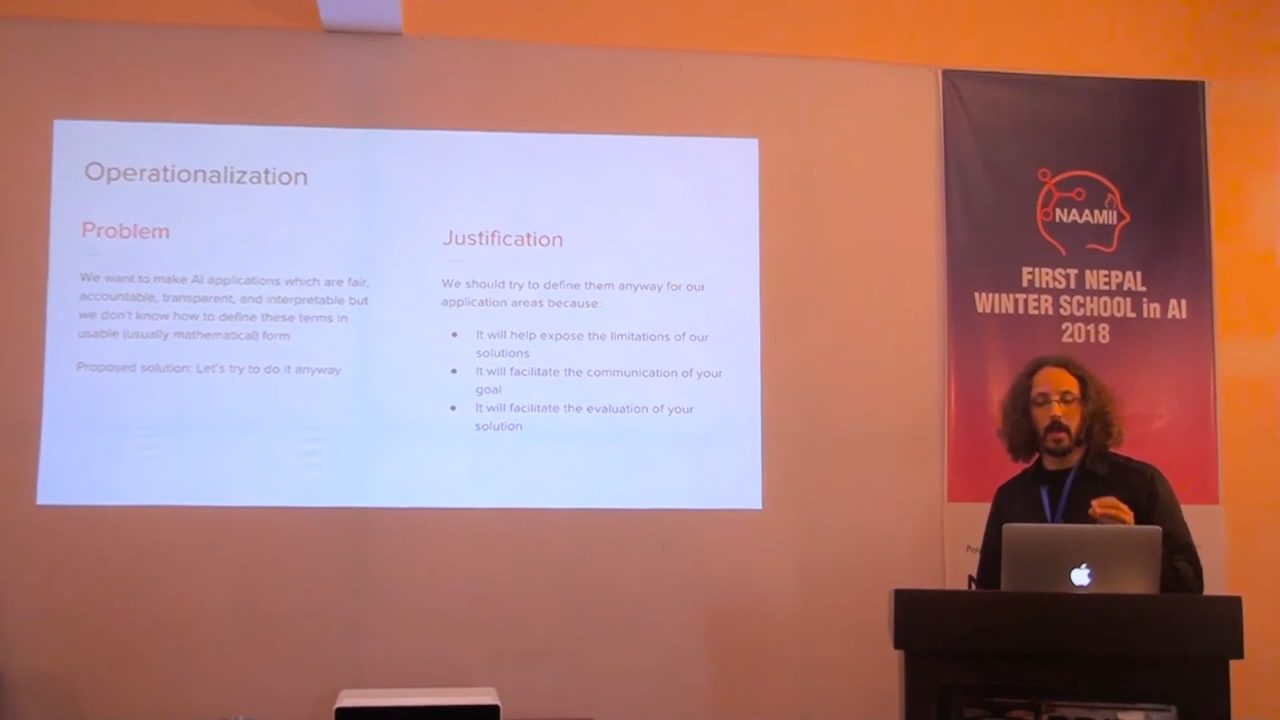 Operationalization
Problem
We want to make AI applications which are fair,
accountable, transparent, and interpretable but
we don't know how to define these terms in
usable (usually mathematical) form
Proposed solution: Let's try to do it anyway
Justification
We should try to define them anyway for our
application areas because:
● It will help expose the limitations of our
solutions
● It will facilitate the communication of your
goal
● It will facilitate the evaluation of your
solution
NAAMII
FIRST NEPAL
WINTER SCHOOL in AI
2018